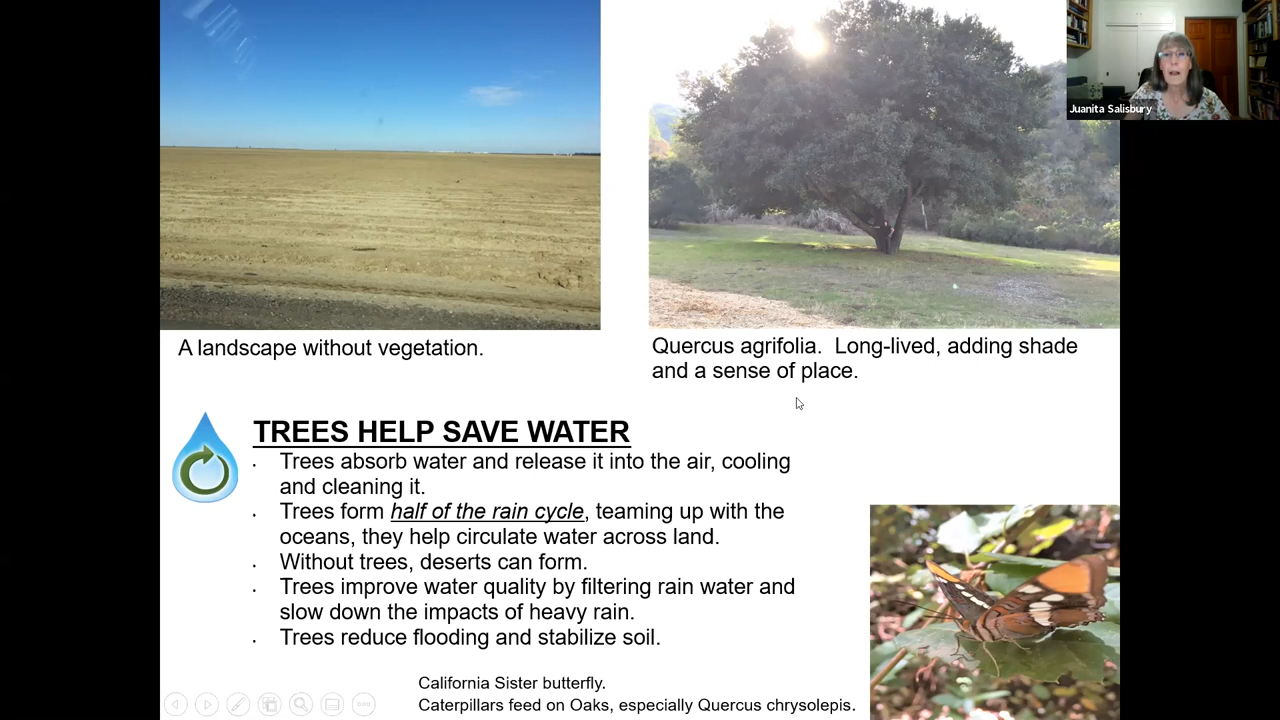 Juanita Salisbury
A landscape without vegetation.
Quercus agrifolia.  Long-lived, adding shade
and a sense of place.
TREES HELP SAVE WATER
Trees absorb water and release it into the air, cooling
and cleaning it.
Trees form half of the rain cycle, teaming up with the
oceans, they help circulate water across land.
Without trees, deserts can form.
Trees improve water quality by filtering rain water and
slow down the impacts of heavy rain.
Trees reduce flooding and stabilize soil.
California Sister butterfly.
Caterpillars feed on Oaks, especially Quercus chrysolepis.